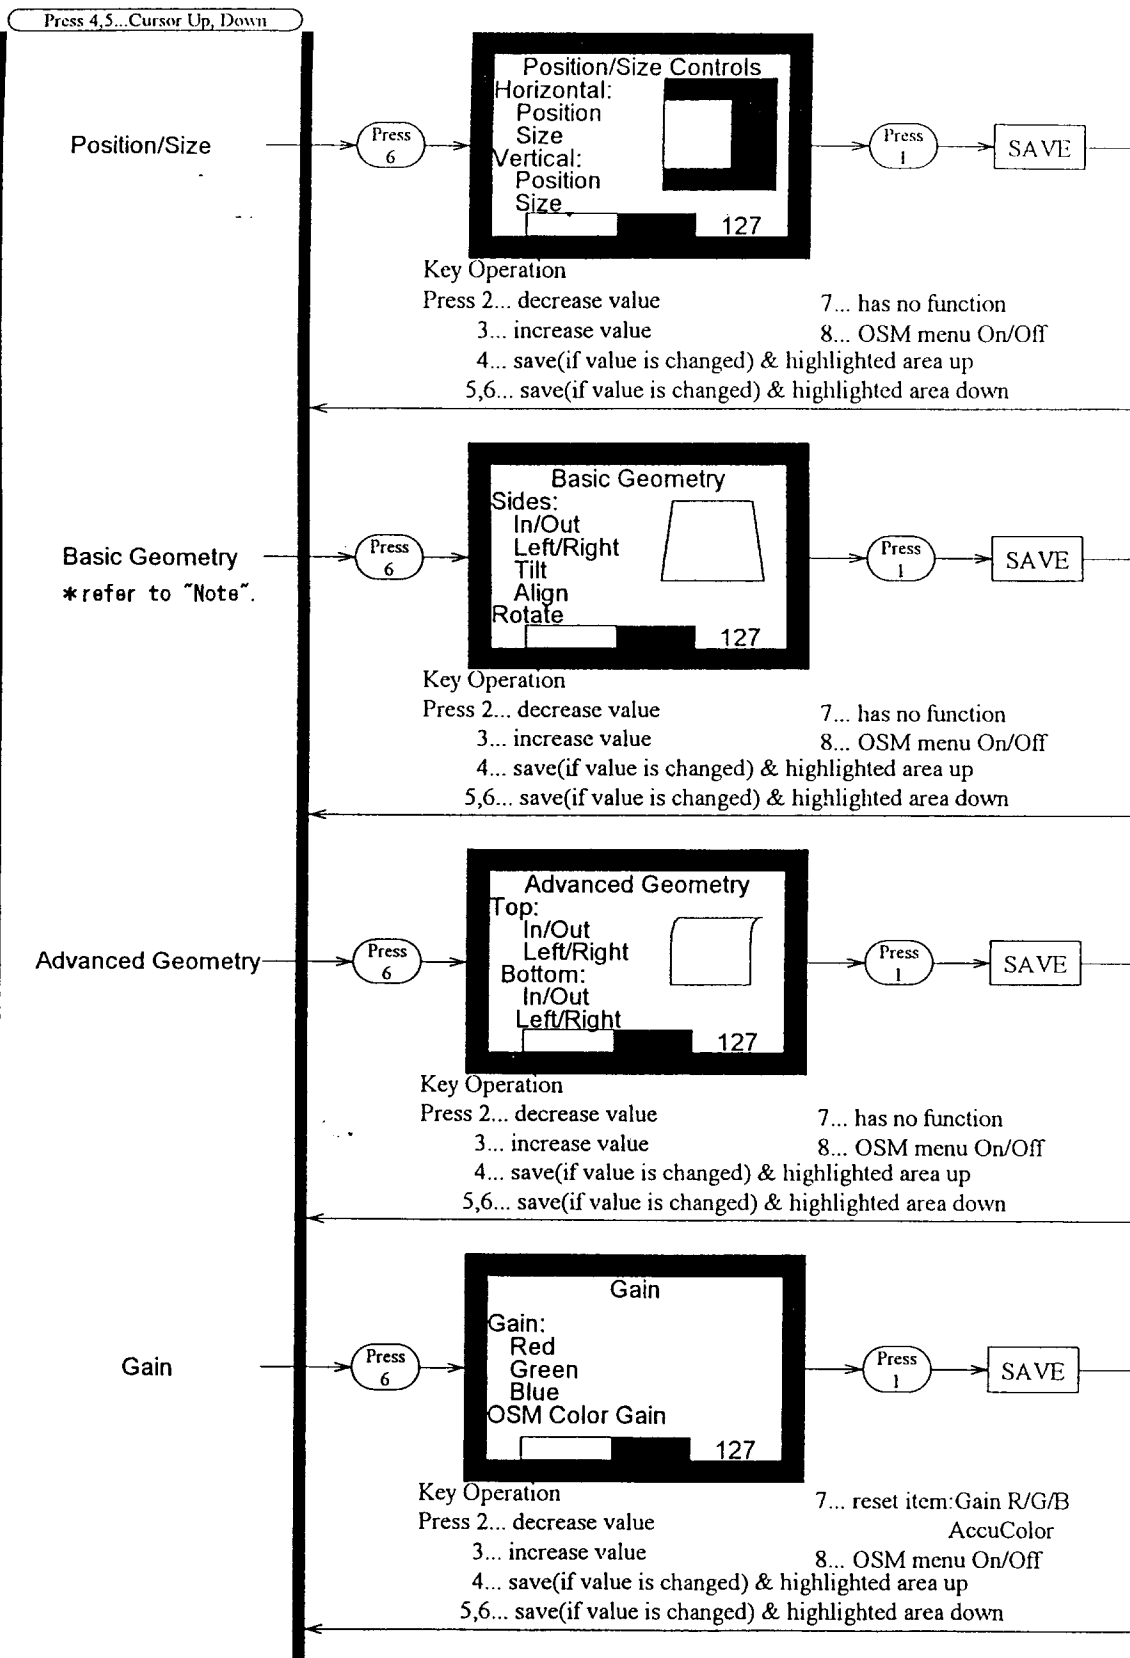 Press 4,5...Cursor Up, Down
Position/Size
Press
6
Position/Size Controls
Horizontal:
Position
Size
Vertical:
Position
Size
127
Press
1
SAVE
Key Operation
Press 2... decrease value
7... has no function
3... increase value
8... OSM menu On/Off
4... save(if value is changed) & highlighted area up
5,6... save(if value is changed) & highlighted area down
Basic Geometry
*refer to "Note".
Press
6
Basic Geometry
Sides:
In/Out
Left/Right
Tilt
Align
Rotate
127
Press
1
SAVE
Key Operation
Press 2... decrease value
7... has no function
3... increase value
8... OSM menu On/Off
4... save(if value is changed) & highlighted area up
5,6... save(if value is changed) & highlighted area down
Advanced Geometry
Press
6
Advanced Geometry
Top:
In/Out
Left/Right
Bottom:
In/Out
Left/Right
127
Press
1
SAVE
Key Operation
Press 2... decrease value
7... has no function
3... increase value
8... OSM menu On/Off
4... save(if value is changed) & highlighted area up
5,6... save(if value is changed) & highlighted area down
Gain
Press
6
Gain
Gain:
Red
Green
Blue
OSM Color Gain
127
Press
1
SAVE
Key Operation
Press 2... decrease value
7... reset item:Gain R/G/B
AccuColor
3... increase value
8... OSM menu On/Off
4... save(if value is changed) & highlighted area up
5,6... save(if value is changed) & highlighted area down